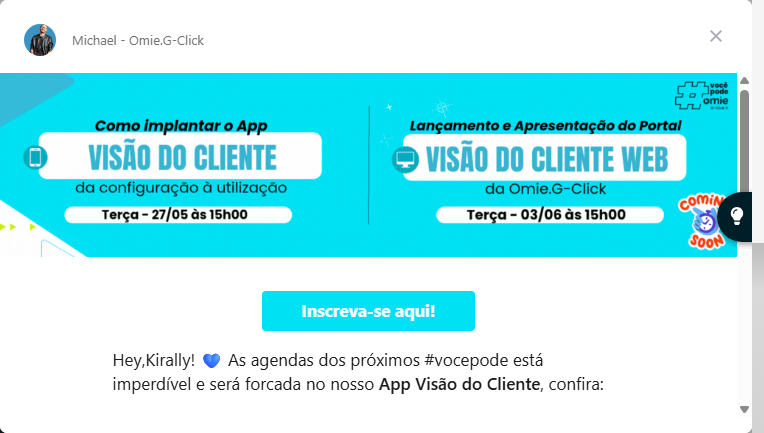 Michael - Omie.G-Click
#você
pode
omie
Como implantar o App
VISÃO DO CLIENTE
da configuração à utilização
Terça - 27/05 às 15h00
Lançamento e Apresentação do Portal
VISÃO DO CLIENTE WEB
da Omie.G-Click
Terça - 03/06 às 15h00
COMING
SOON
Inscreva-se aqui!
Hey,Kirally! 💙 As agendas dos próximos #vocepode está
imperdível e será forcada no nosso App Visão do Cliente, confira: